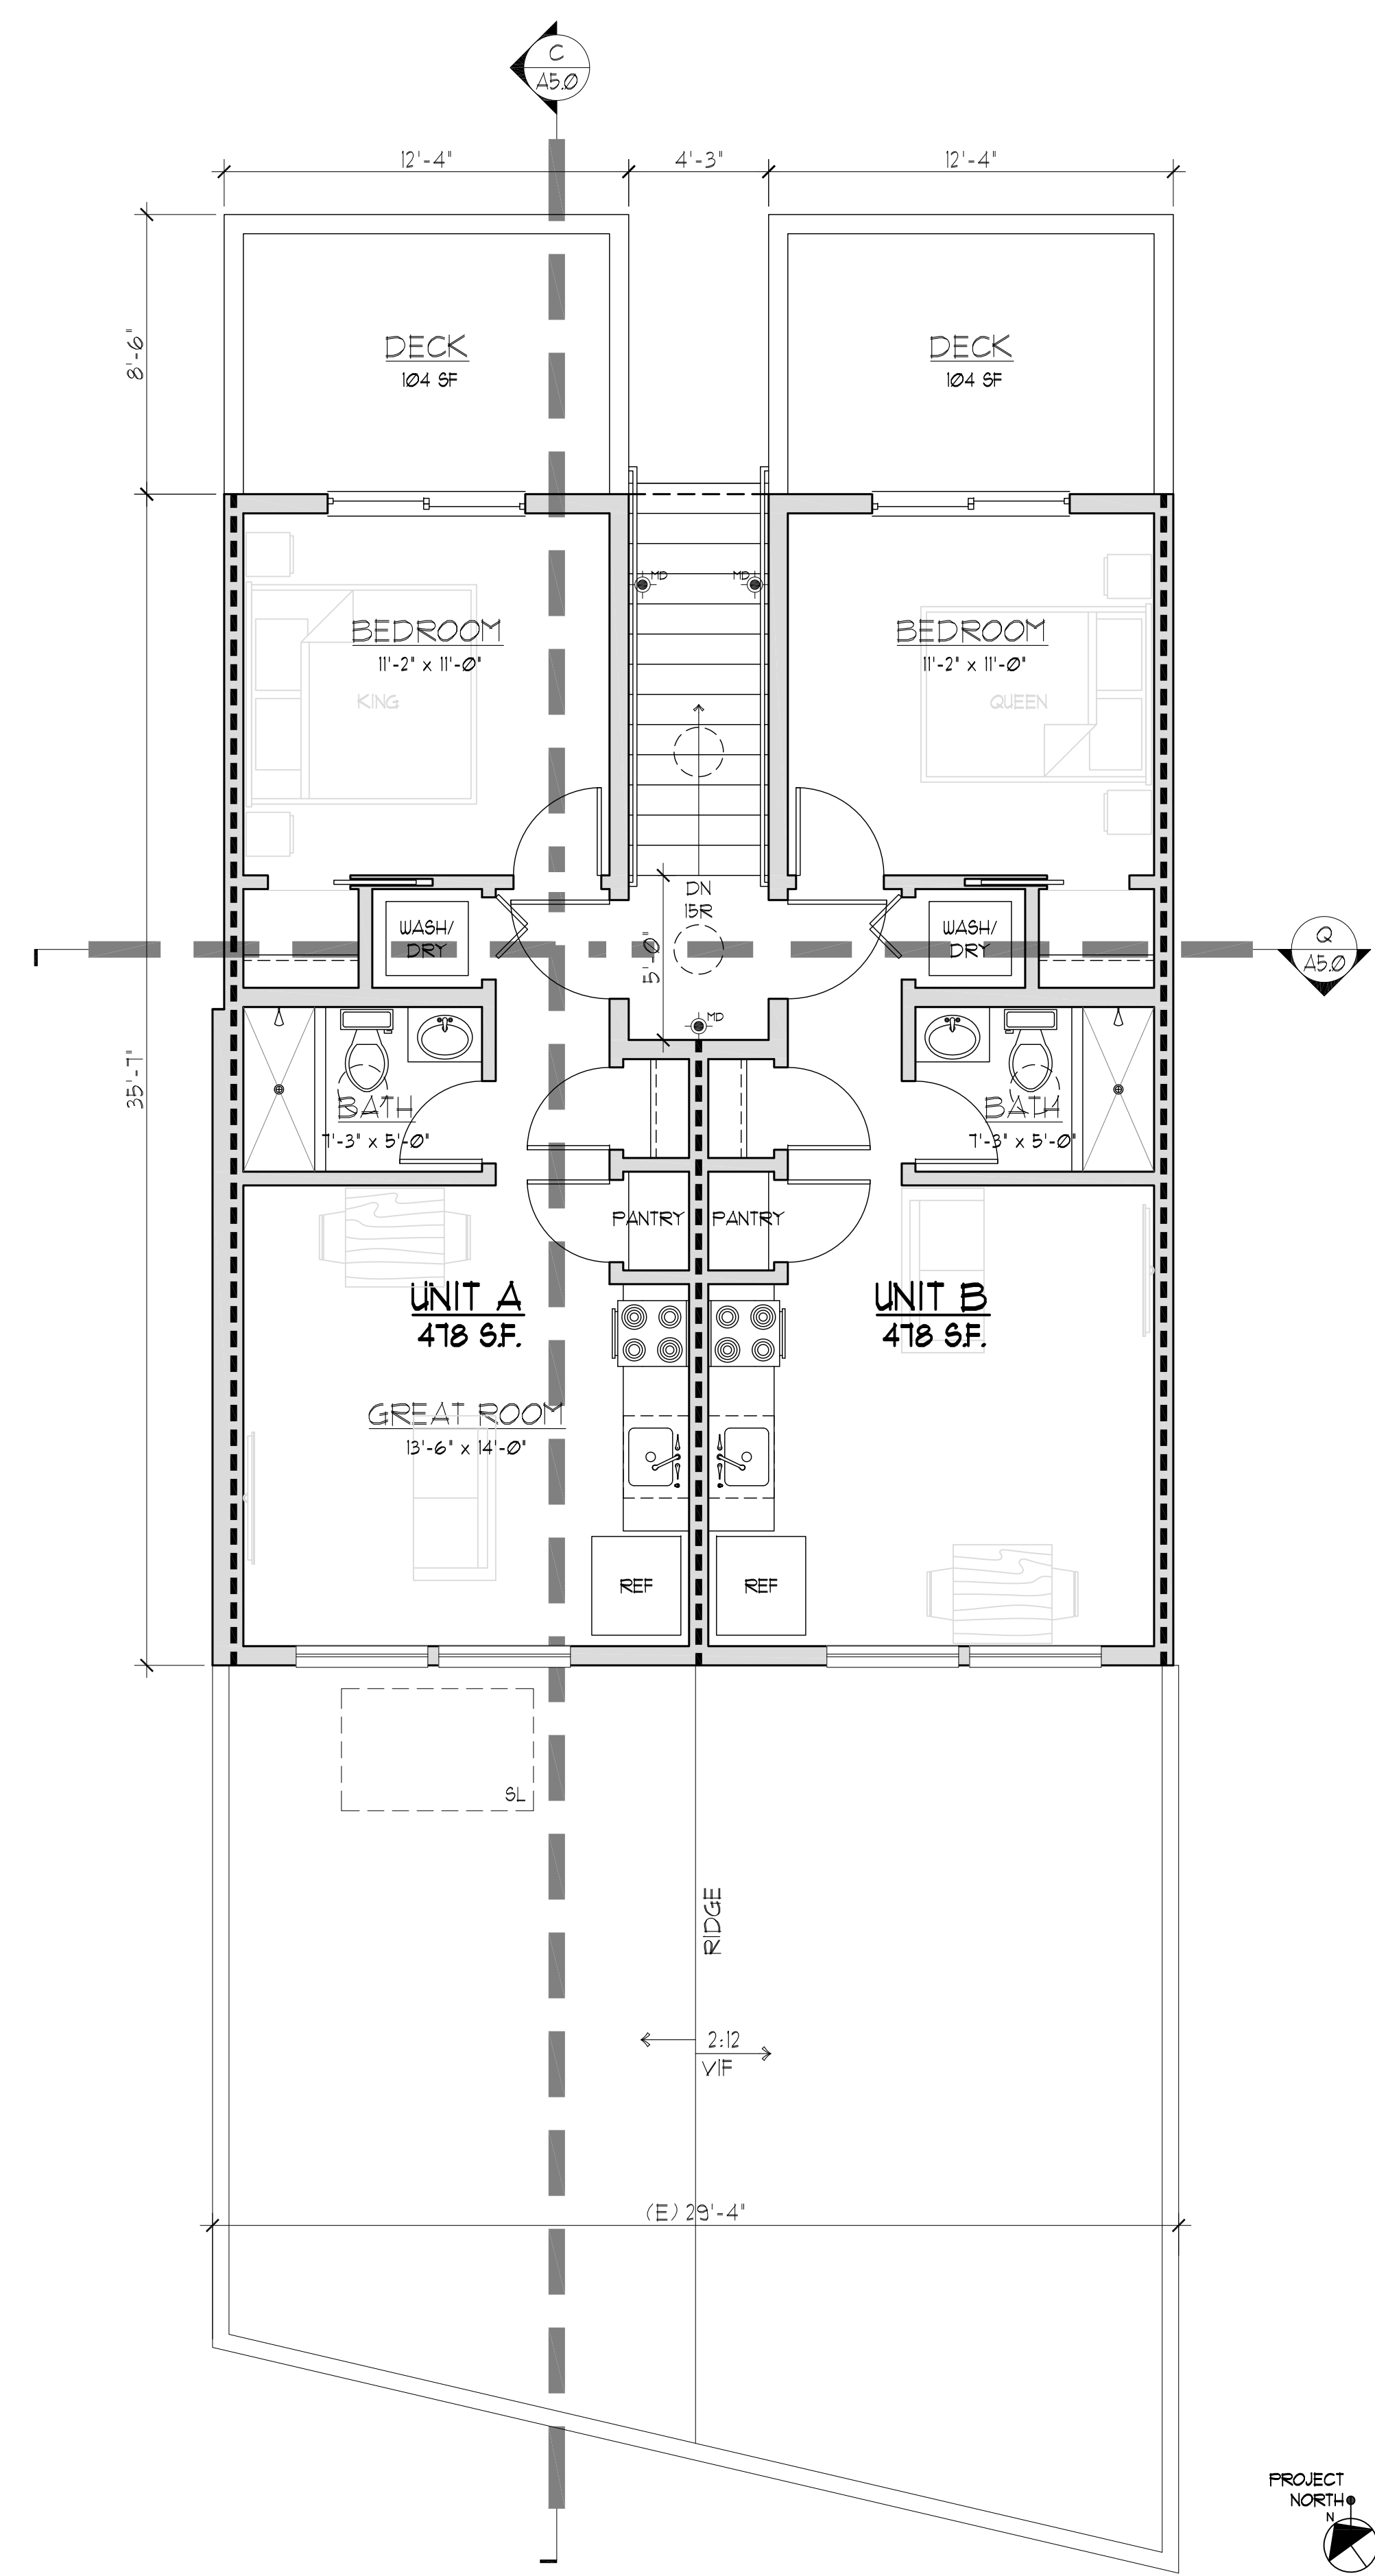 C
A5.0
12'-4"
4'-3"
12'-4"
8'-6"
DECK
104 SF
DECK
104 SF
MD
MD
BEDROOM
11'-2" x 11'-0"
KING
BEDROOM
11'-2" x 11'-0"
QUEEN
DN
15R
5'-0"
WASH/
DRY
WASH/
DRY
Q
A5.0
MD
35'-7"
BATH
7'-3" x 5'-0"
BATH
7'-3" x 5'-0"
PANTRY
PANTRY
UNIT A
478 S.F.
UNIT B
478 S.F.
GREAT ROOM
13'-6" x 14'-0"
REF
REF
SL
RIDGE
2:12
VIF
(E) 29'-4"
PROJECT
NORTH
N